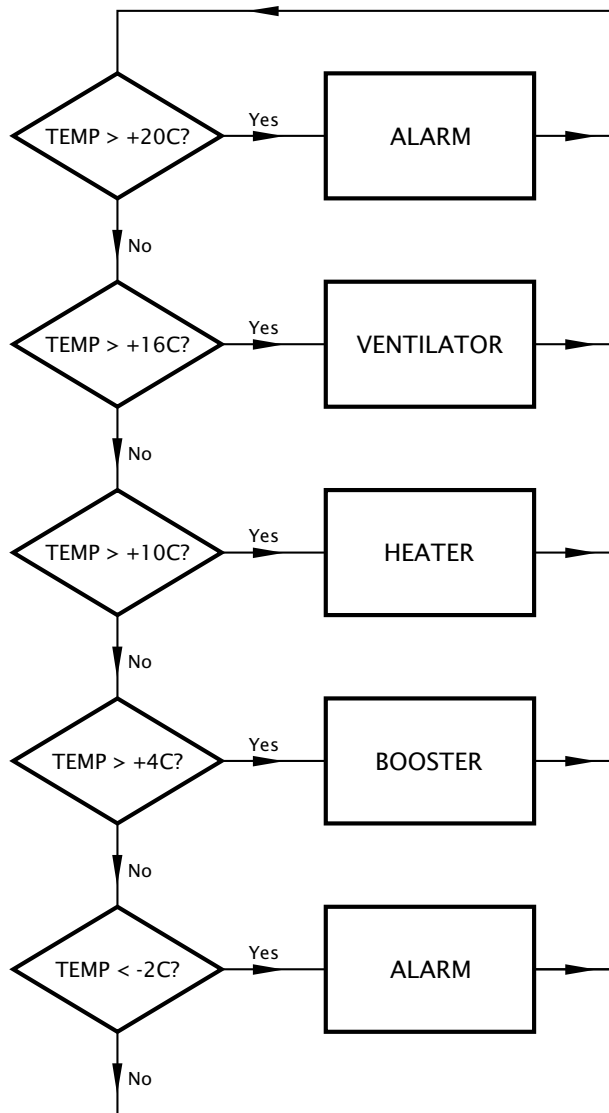 TEMP > +20C?
Yes
ALARM
No
TEMP > +16C?
Yes
VENTILATOR
No
TEMP > +10C?
Yes
HEATER
No
TEMP > +4C?
Yes
BOOSTER
No
TEMP < -2C?
Yes
ALARM
No